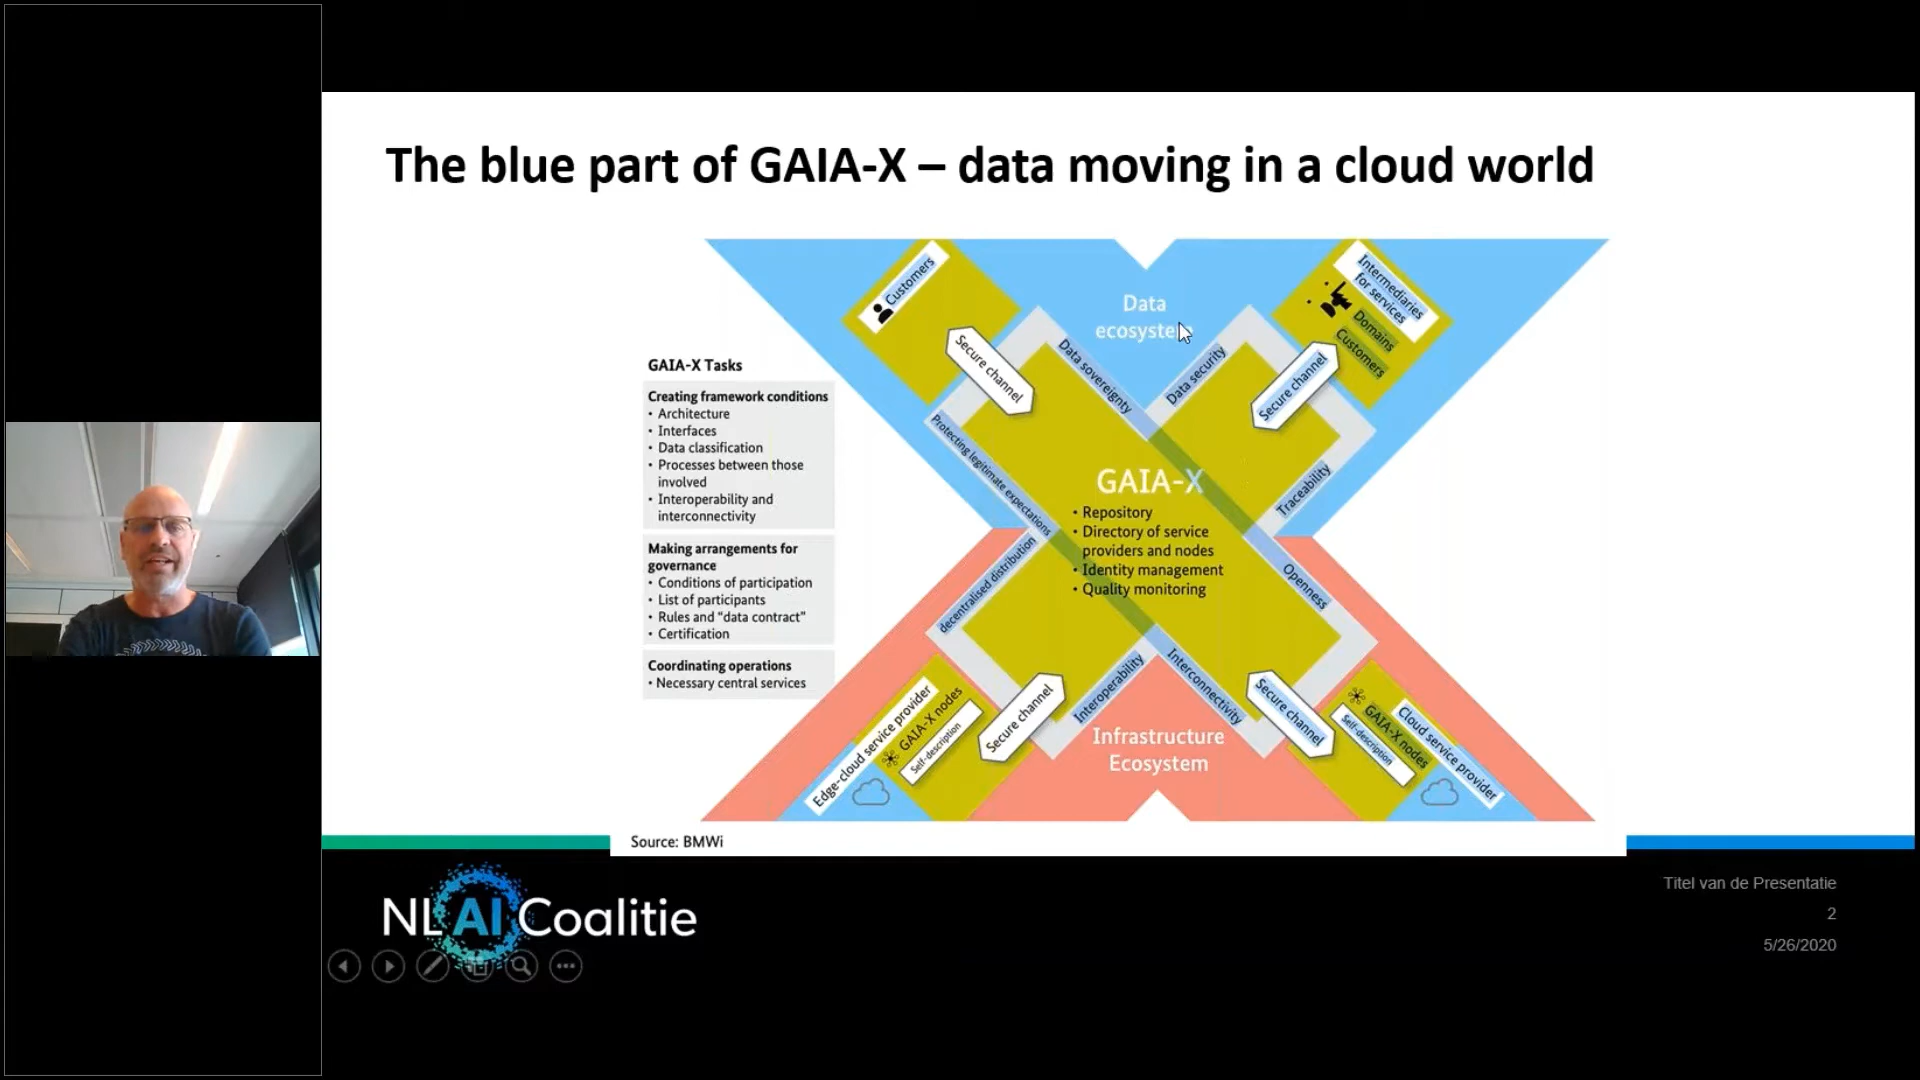 The blue part of GAIA-X – data moving in a cloud world
GAIA-X Tasks
Creating framework conditions
• Architecture
• Interfaces
• Data classification
• Processes between those
involved
• Interoperability and
interconnectivity
Making arrangements for
governance
• Conditions of participation
• List of participants
• Rules and “data contract”
• Certification
Coordinating operations
• Necessary central services
Customers
Secure channel
Data
ecosystem
Intermediaries
for services
Domains
Customers
Secure channel
Data sovereignty
Data security
Protecting legitimate expectations
Traceability
GAIA-X
• Repository
• Directory of service
providers and nodes
• Identity management
• Quality monitoring
decentralised distribution
Openness
Interoperability
Interconnectivity
Edge-cloud service provider
GAIA-X nodes
Self-description
Secure channel
Infrastructure
Ecosystem
Secure channel
GAIA-X nodes
Self-description
Cloud service provider
Source: BMWi
NL AI Coalitie
Titel van de Presentatie
2
5/26/2020